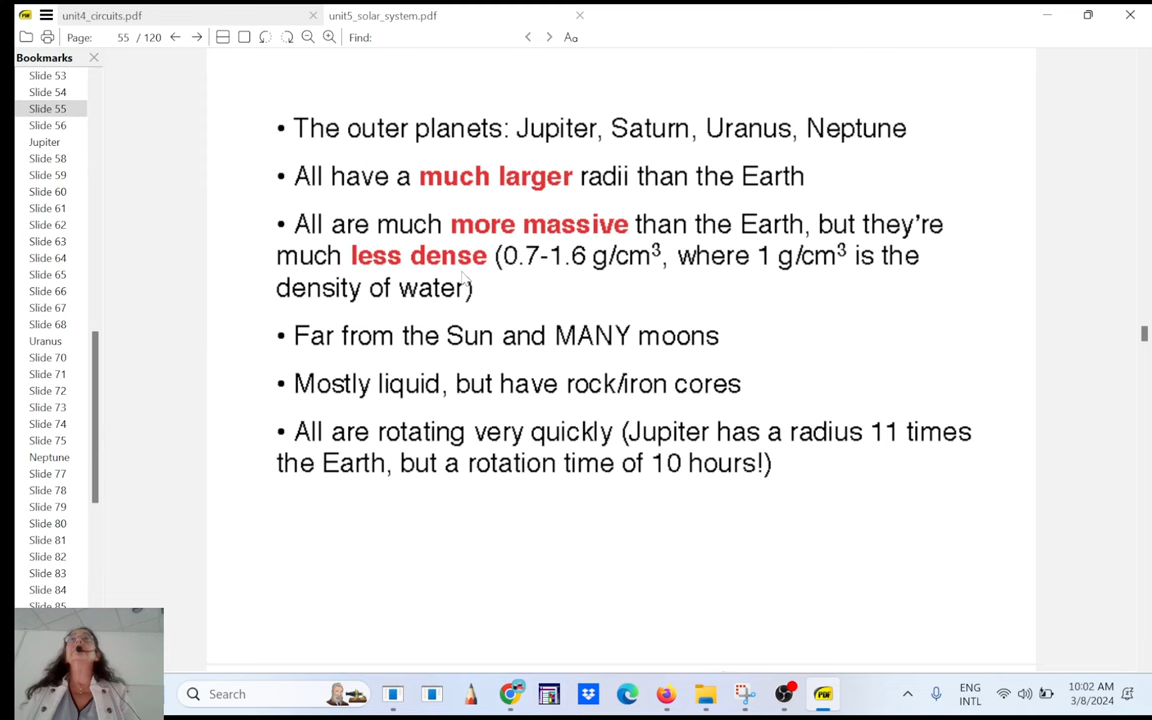 unit4_circuits.pdf
unit5_solar_system.pdf
Page: 55 / 120
Find:
Aa
Bookmarks
Slide 53
Slide 54
Slide 55
Slide 56
Jupiter
Slide 58
Slide 59
Slide 60
Slide 61
Slide 62
Slide 63
Slide 64
Slide 65
Slide 66
Slide 67
Slide 68
Uranus
Slide 70
Slide 71
Slide 72
Slide 73
Slide 74
Slide 75
Neptune
Slide 77
Slide 78
Slide 79
Slide 80
Slide 81
Slide 82
Slide 83
Slide 84
Slide 85
• The outer planets: Jupiter, Saturn, Uranus, Neptune
• All have a much larger radii than the Earth
• All are much more massive than the Earth, but they're
much less dense (0.7-1.6 g/cm³, where 1 g/cm³ is the
density of water)
• Far from the Sun and MANY moons
• Mostly liquid, but have rock/iron cores
• All are rotating very quickly (Jupiter has a radius 11 times
the Earth, but a rotation time of 10 hours!)
Search
PDF
ENG
INTL
10:02 AM
3/8/2024